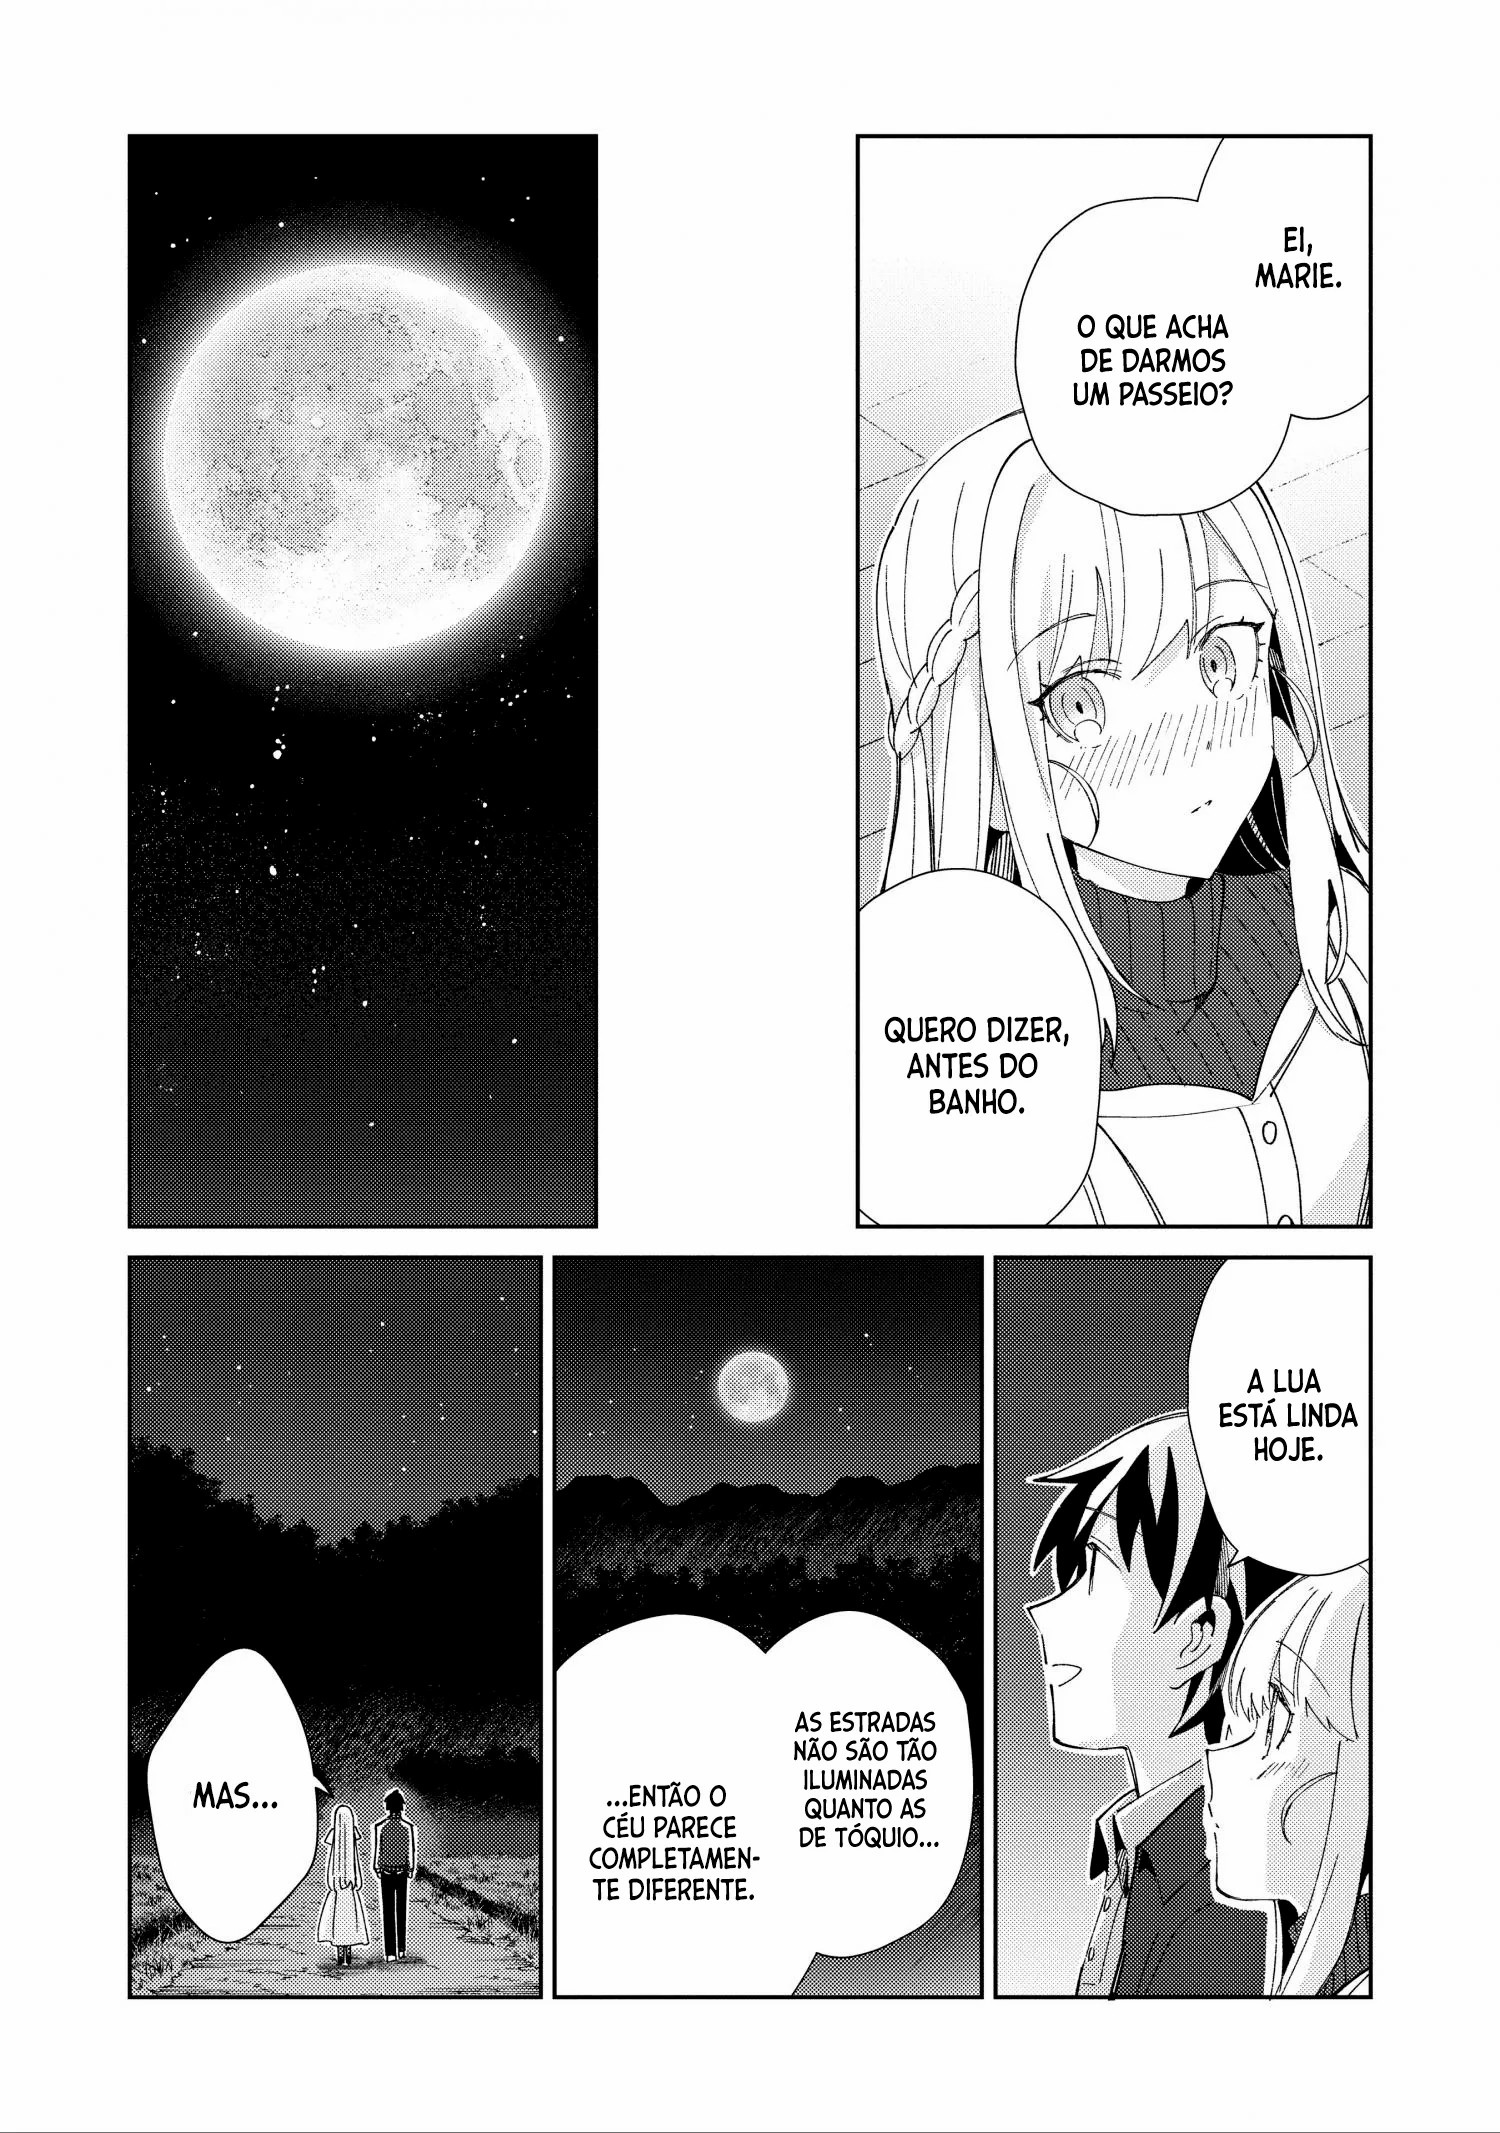 EI,
MARIE.
O QUE ACHA
DE DARMOS
UM PASSEIO?
QUERO DIZER,
ANTES DO
BANHO.
A LUA
ESTÁ LINDA
HOJE.
AS ESTRADAS
NÃO SÃO TÃO
ILUMINADAS
QUANTO AS
DE TÓQUIO...
...ENTÃO O
CÉU PARECE
COMPLETAMEN-
TE DIFERENTE.
MAS...